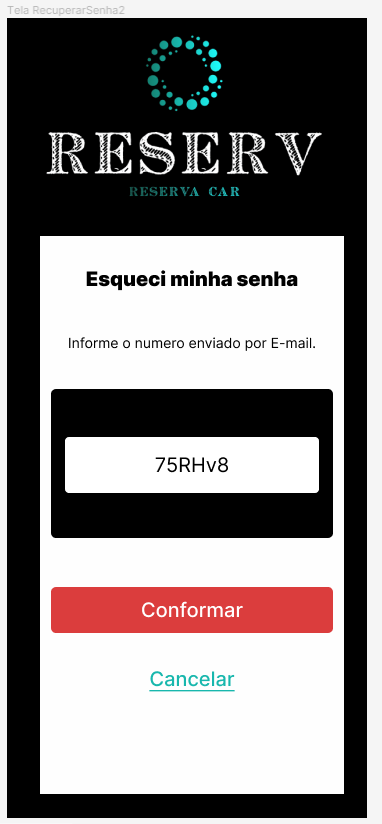 Tela RecuperarSenha2
RESERV
RESERVA CAR
Esqueci minha senha
Informe o numero enviado por E-mail.
75RHv8
Conformar
Cancelar